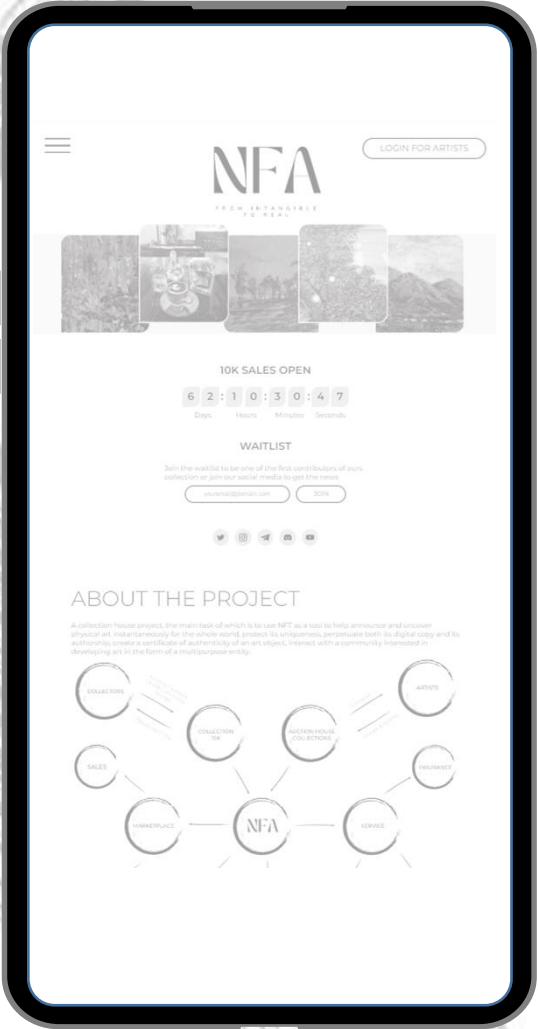 LOGIN FOR ARTISTS
NFA
FROM INTANGIBLE
TO REAL
10K SALES OPEN
6 2 : 1 0 : 3 0 : 4 7
Days Hours Minutes Seconds
WAITLIST
Join the waitlist to be one of the first contributors of ours
collection or join our social media to get the news
youremail@domain.com JOIN
ABOUT THE PROJECT
A collection house project, the main task of which is to use NFT as a tool to help announce and uncover
physical art instantaneously for the whole world, protect its uniqueness, perpetuate both its digital copy and its
authorship, create a certificate of authenticity of an art object, interact with a community interested in
developing art in the form of a multipurpose entity.
COLLECTORS
ARTISTS
COLLECTION
10K
AUCTION HOUSE
COLLECTIONS
SALES
INSURANCE
MARKETPLACE
NFA
SERVICE